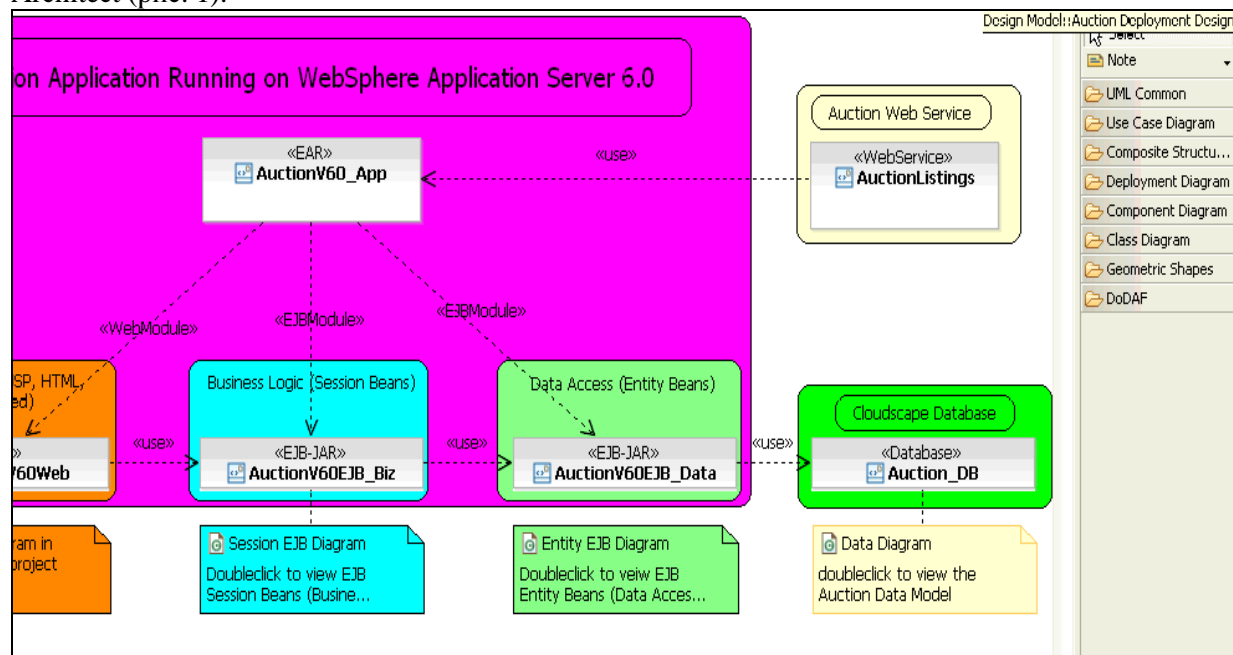 Architect (рис. 1).
Design Model::Auction Deployment Design
Select
Note
UML Common
Use Case Diagram
Composite Structu...
Deployment Diagram
Component Diagram
Class Diagram
Geometric Shapes
DoDAF
on Application Running on WebSphere Application Server 6.0
Auction Web Service
«WebService»
AuctionListings
«use»
«EAR»
AuctionV60_App
«WebModule»
«EJBModule»
«EJBModule»
SP, HTML,
ed)
»
V60Web
«use»
Business Logic (Session Beans)
«EJB-JAR»
AuctionV60EJB_Biz
«use»
Data Access (Entity Beans)
«EJB-JAR»
AuctionV60EJB_Data
«use»
Cloudscape Database
«Database»
Auction_DB
ram in
project
Session EJB Diagram
Doubleclick to view EJB
Session Beans (Busine...
Entity EJB Diagram
Doubleclick to veiw EJB
Entity Beans (Data Acces...
Data Diagram
doubleclick to view the
Auction Data Model